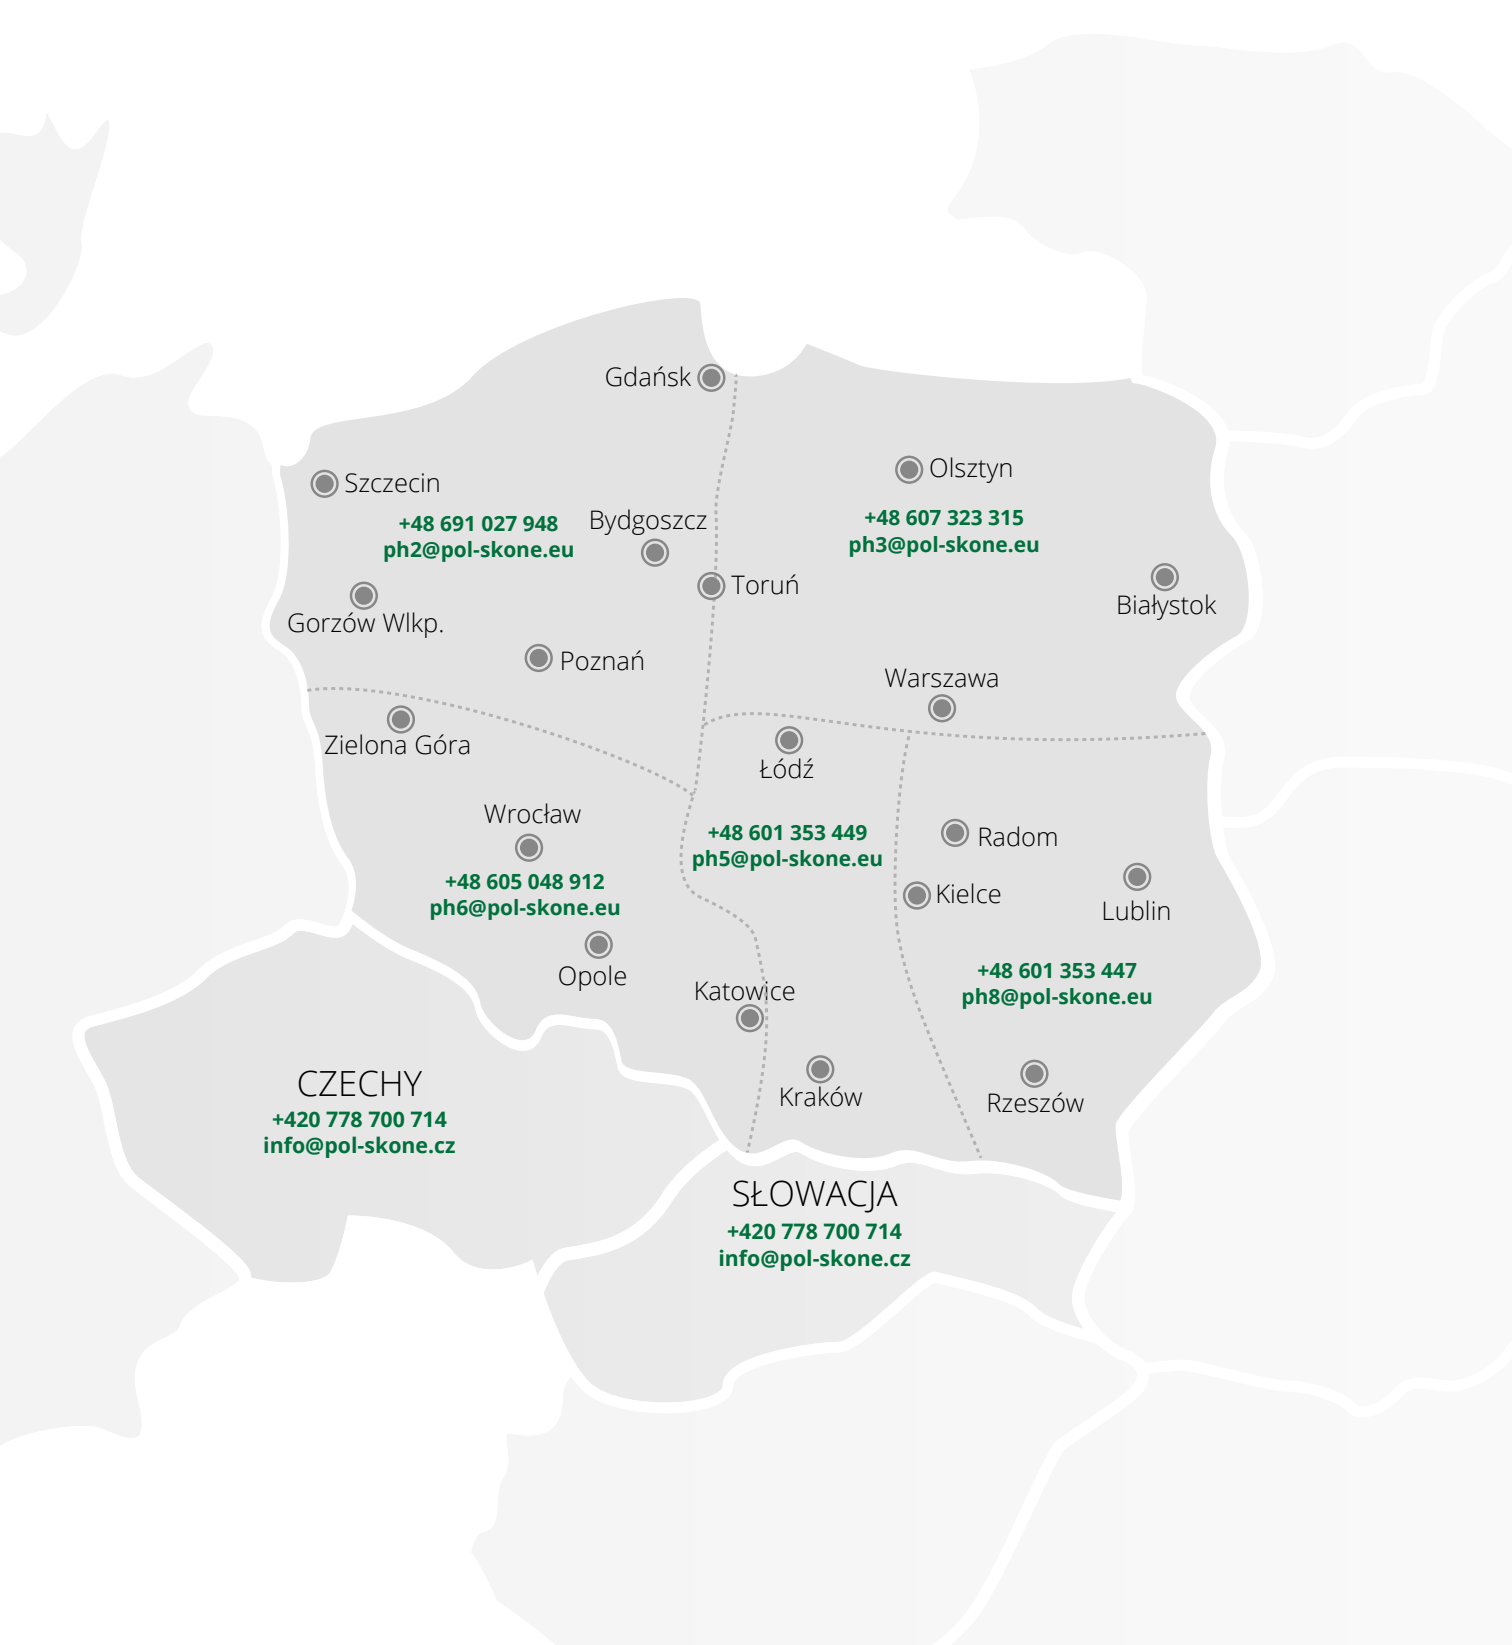 Gdańsk
Olsztyn
Szczecin
+48 691 027 948
ph2@pol-skone.eu
Bydgoszcz
+48 607 323 315
ph3@pol-skone.eu
Toruń
Białystok
Gorzów Wlkp.
Poznań
Warszawa
Zielona Góra
Łódź
Wrocław
+48 605 048 912
ph6@pol-skone.eu
+48 601 353 449
ph5@pol-skone.eu
Radom
Kielce
Lublin
Opole
Katowice
+48 601 353 447
ph8@pol-skone.eu
Kraków
Rzeszów
CZECHY
+420 778 700 714
info@pol-skone.cz
SŁOWACJA
+420 778 700 714
info@pol-skone.cz